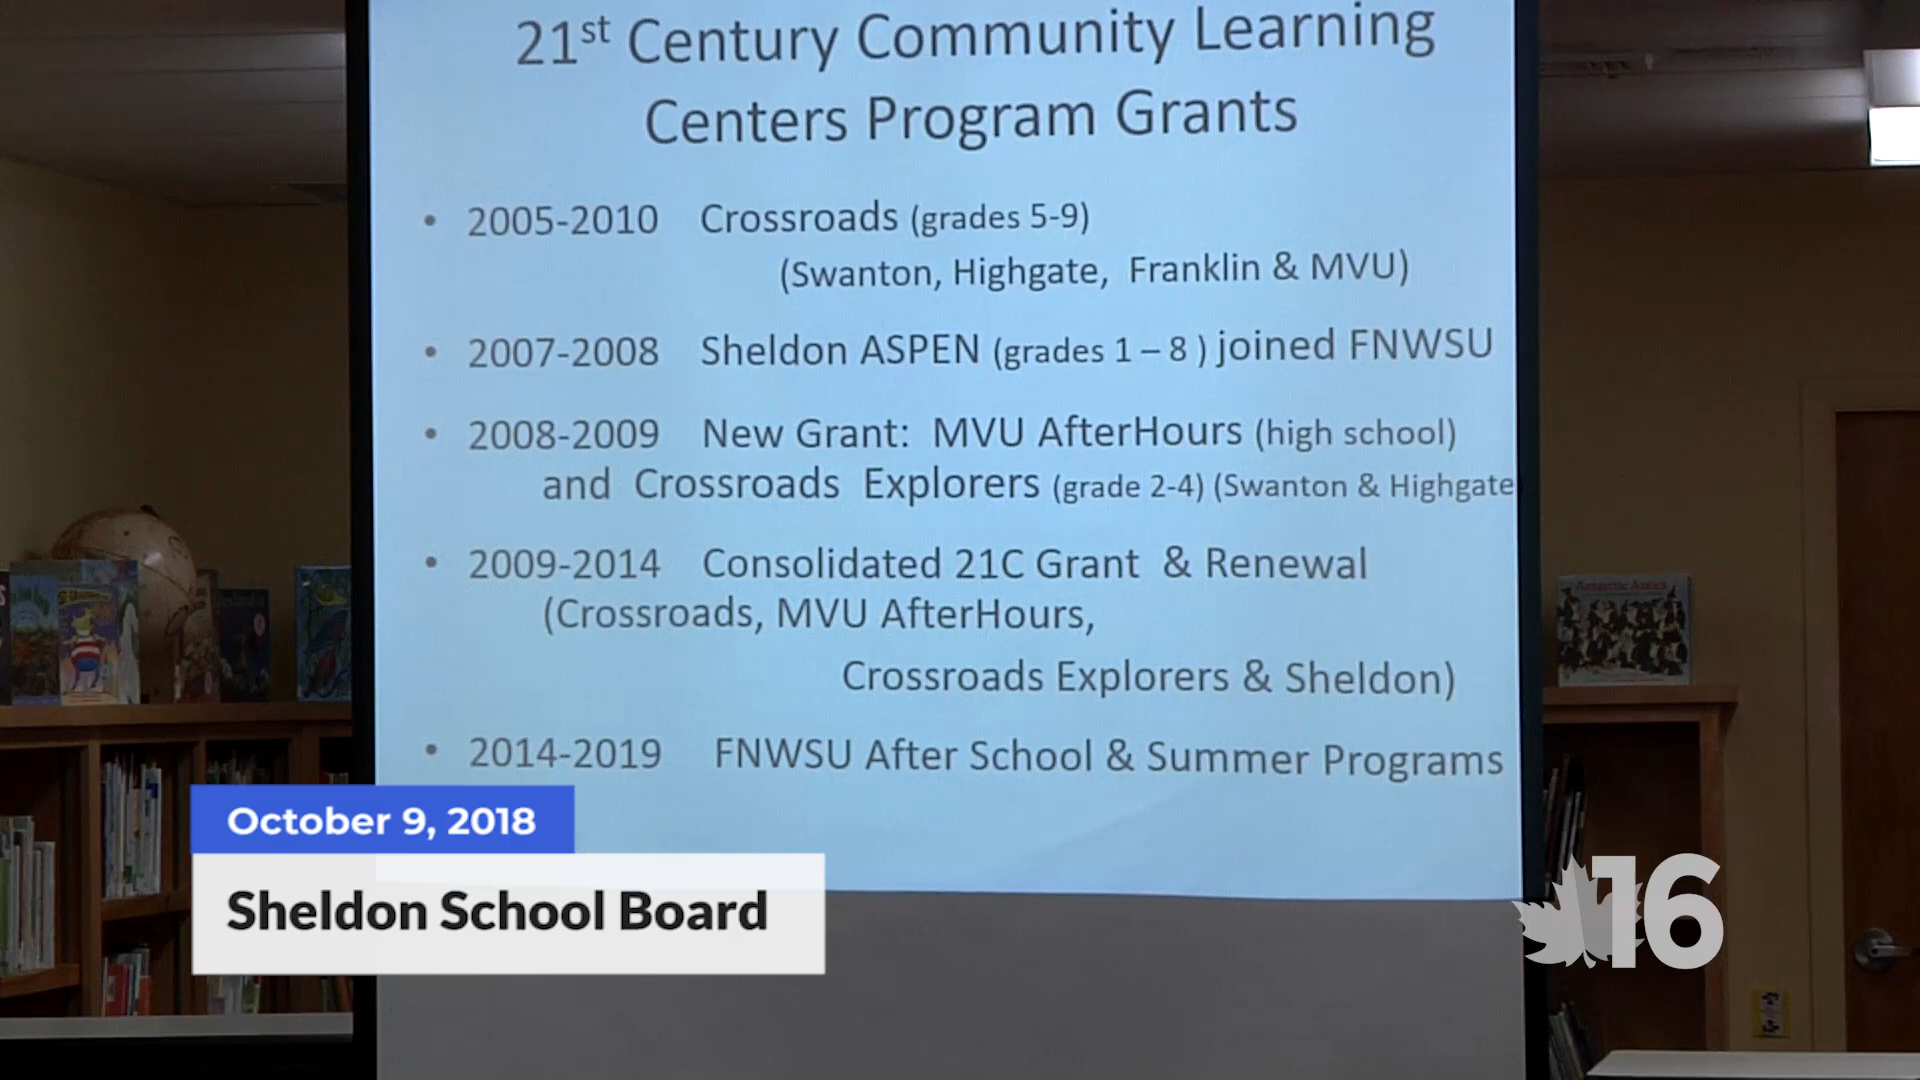 21st Century Community Learning
Centers Program Grants
• 2005-2010 Crossroads (grades 5-9)
(Swanton, Highgate, Franklin & MVU)
• 2007-2008 Sheldon ASPEN (grades 1 – 8 ) joined FNWSU
• 2008-2009 New Grant: MVU AfterHours (high school)
and Crossroads Explorers (grade 2-4) (Swanton & Highgate
• 2009-2014 Consolidated 21C Grant & Renewal
(Crossroads, MVU AfterHours,
Crossroads Explorers & Sheldon)
• 2014-2019 FNWSU After School & Summer Programs
Antarctic Antics
October 9, 2018
Sheldon School Board
16